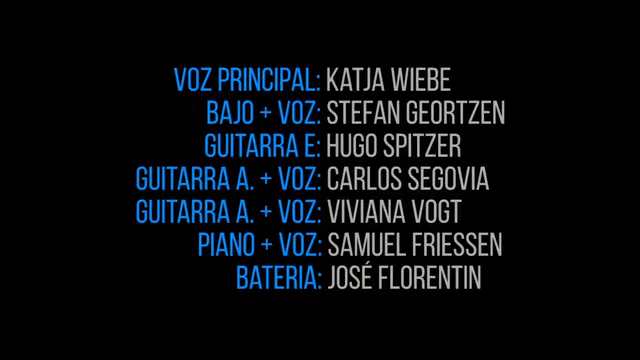 VOZ PRINCIPAL: KATJA WIEBE
BAJO + VOZ: STEFAN GEORTZEN
GUITARRA E: HUGO SPITZER
GUITARRA A. + VOZ: CARLOS SEGOVIA
GUITARRA A. + VOZ: VIVIANA VOGT
PIANO + VOZ: SAMUEL FRIESSEN
BATERIA: JOSÉ FLORENTIN